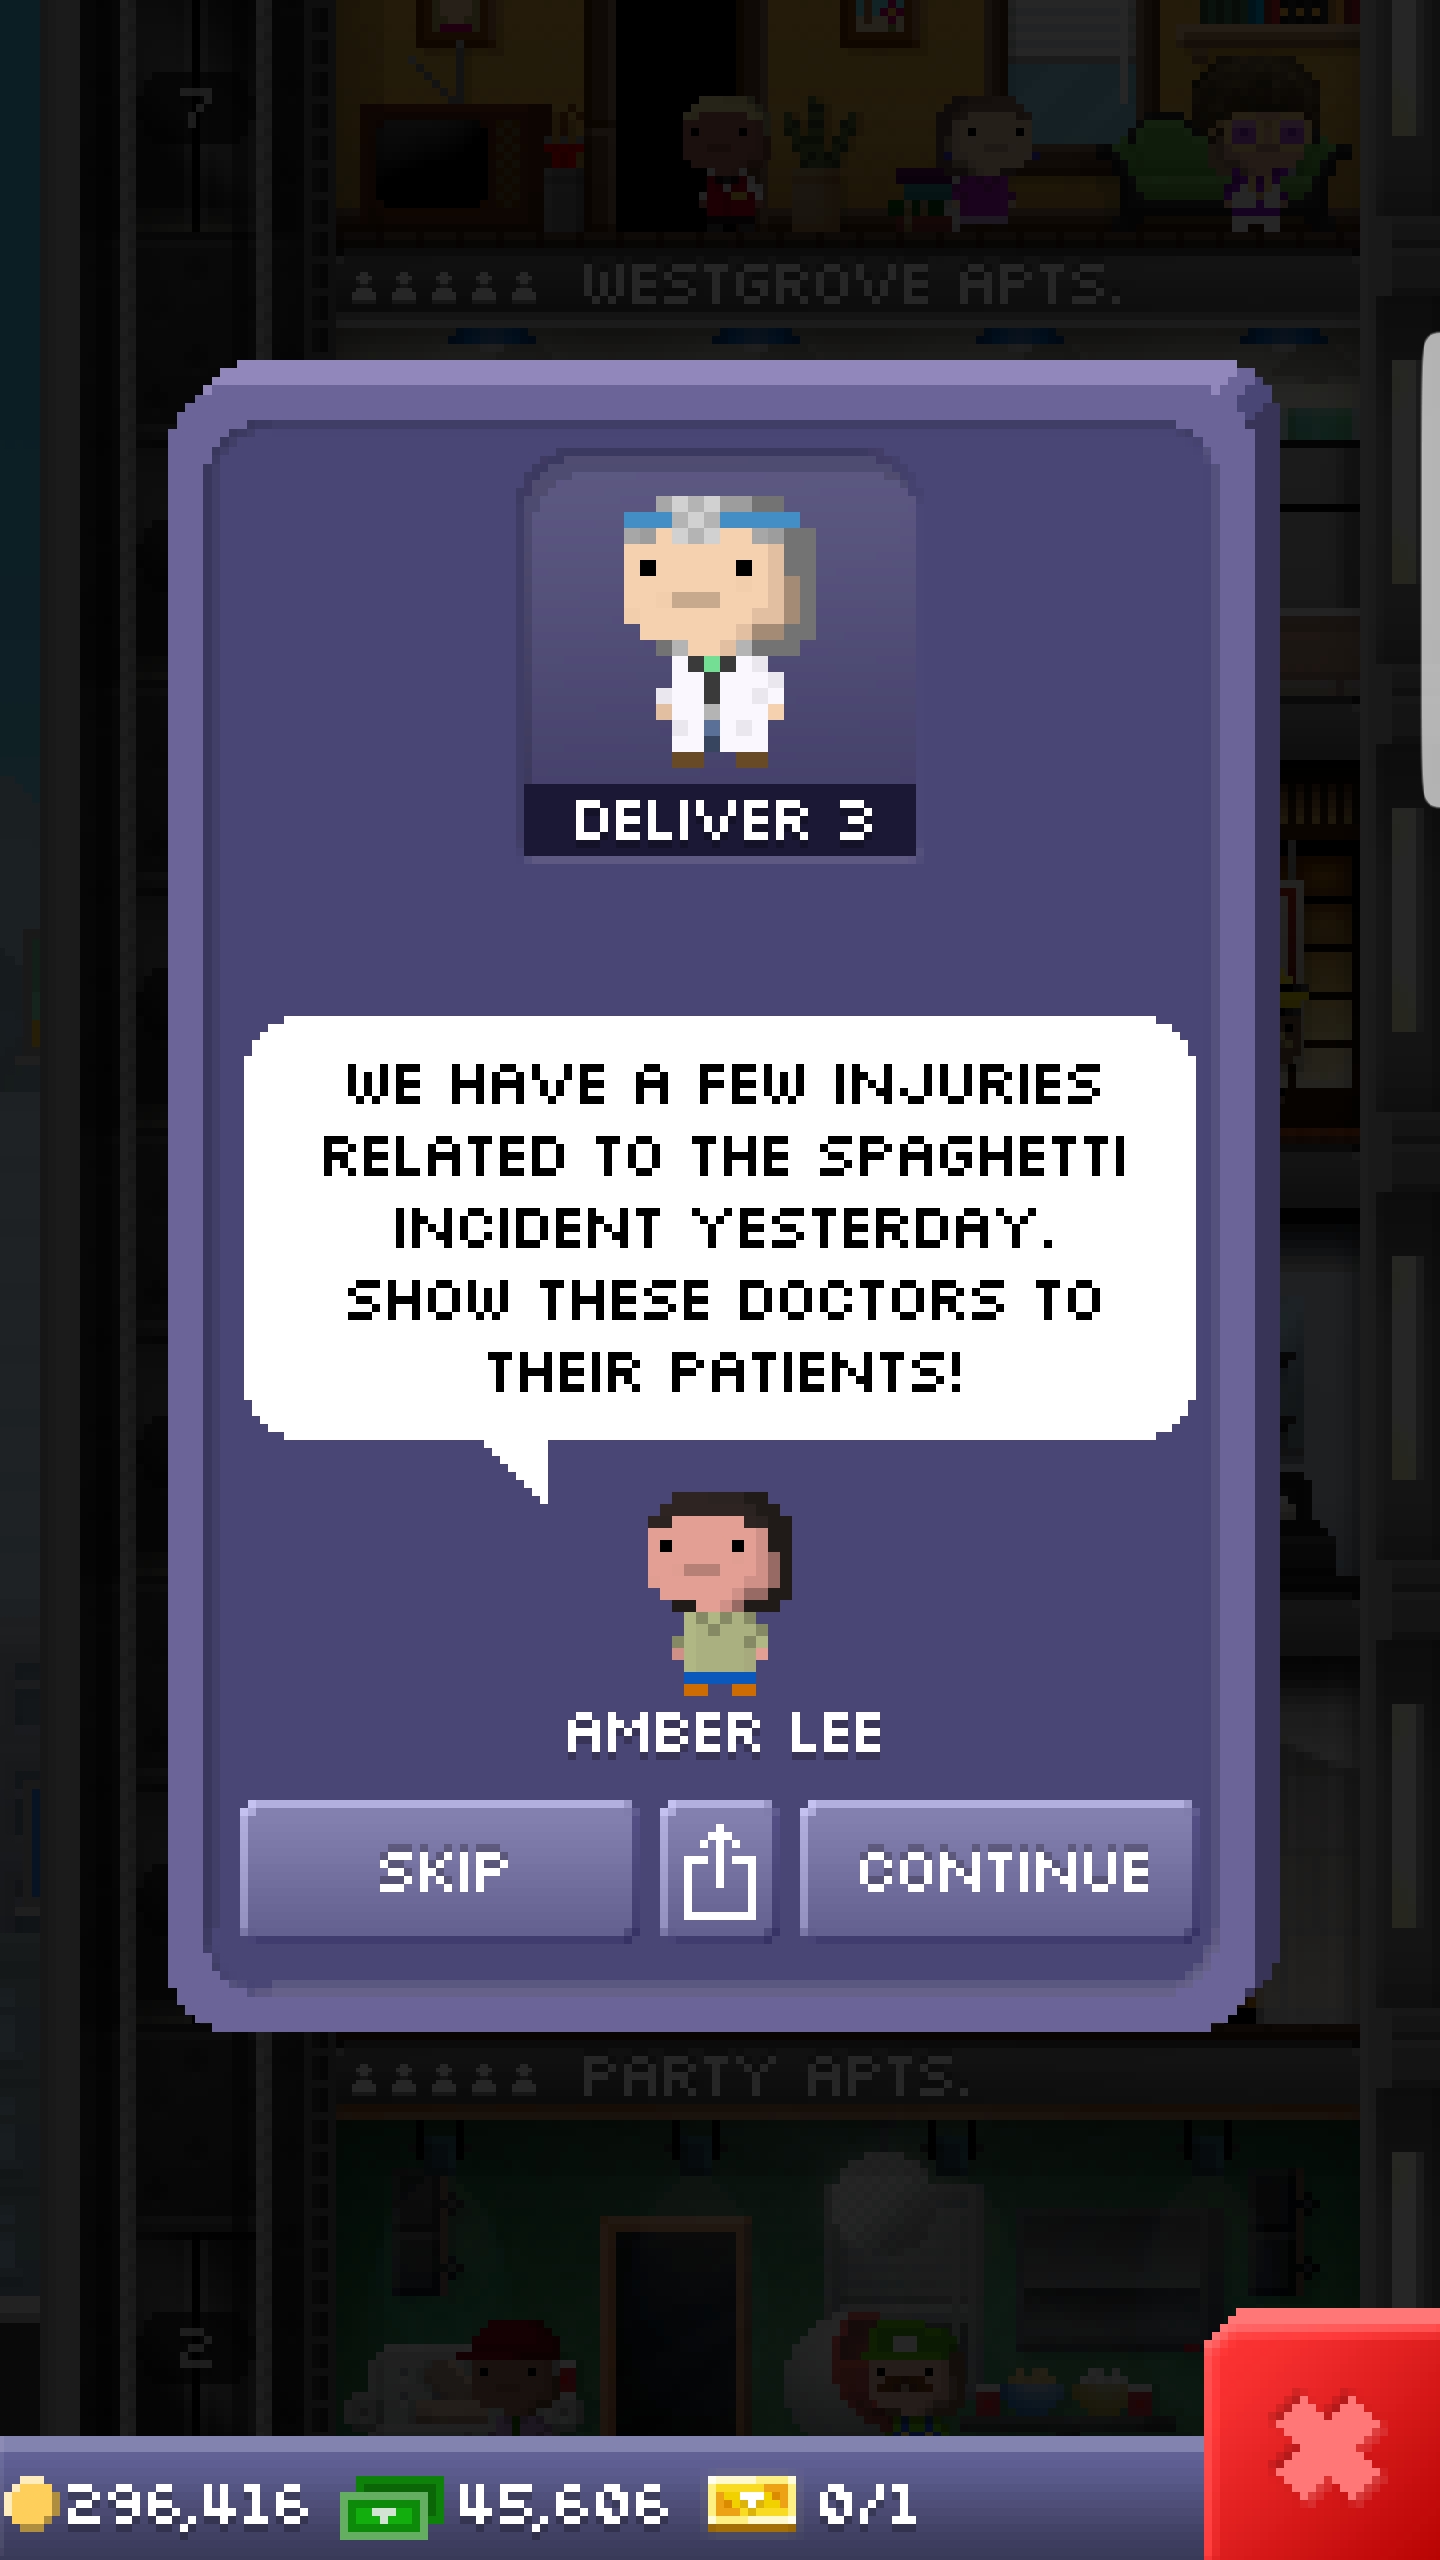 7
WESTGROVE APTS.
DELIVER 3
WE HAVE A FEW INJURIES
RELATED TO THE SPAGHETTI
INCIDENT YESTERDAY.
SHOW THESE DOCTORS TO
THEIR PATIENTS!
AMBER LEE
SKIP
CONTINUE
PARTY APTS.
2
296,416
45,606
0/1